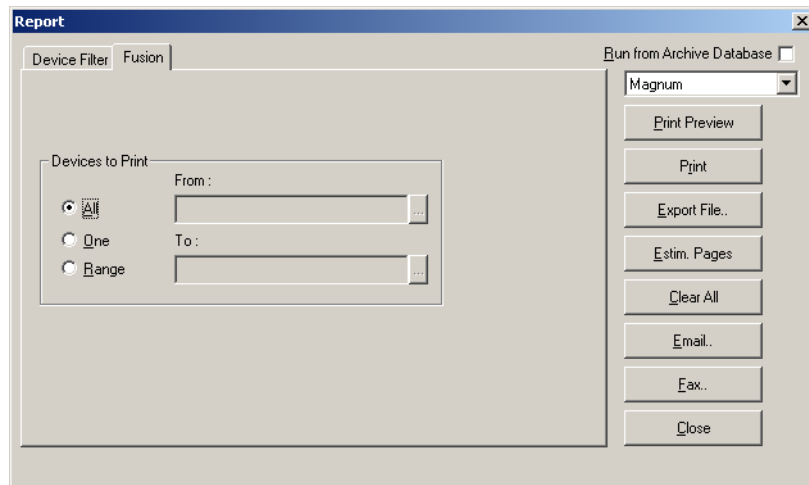 Report
Device Filter
Fusion
Run from Archive Database
Magnum
Devices to Print
From :
All
...
One
To :
Range
...
Print Preview
Print
Export File..
Estim. Pages
Clear All
Email..
Fax..
Close